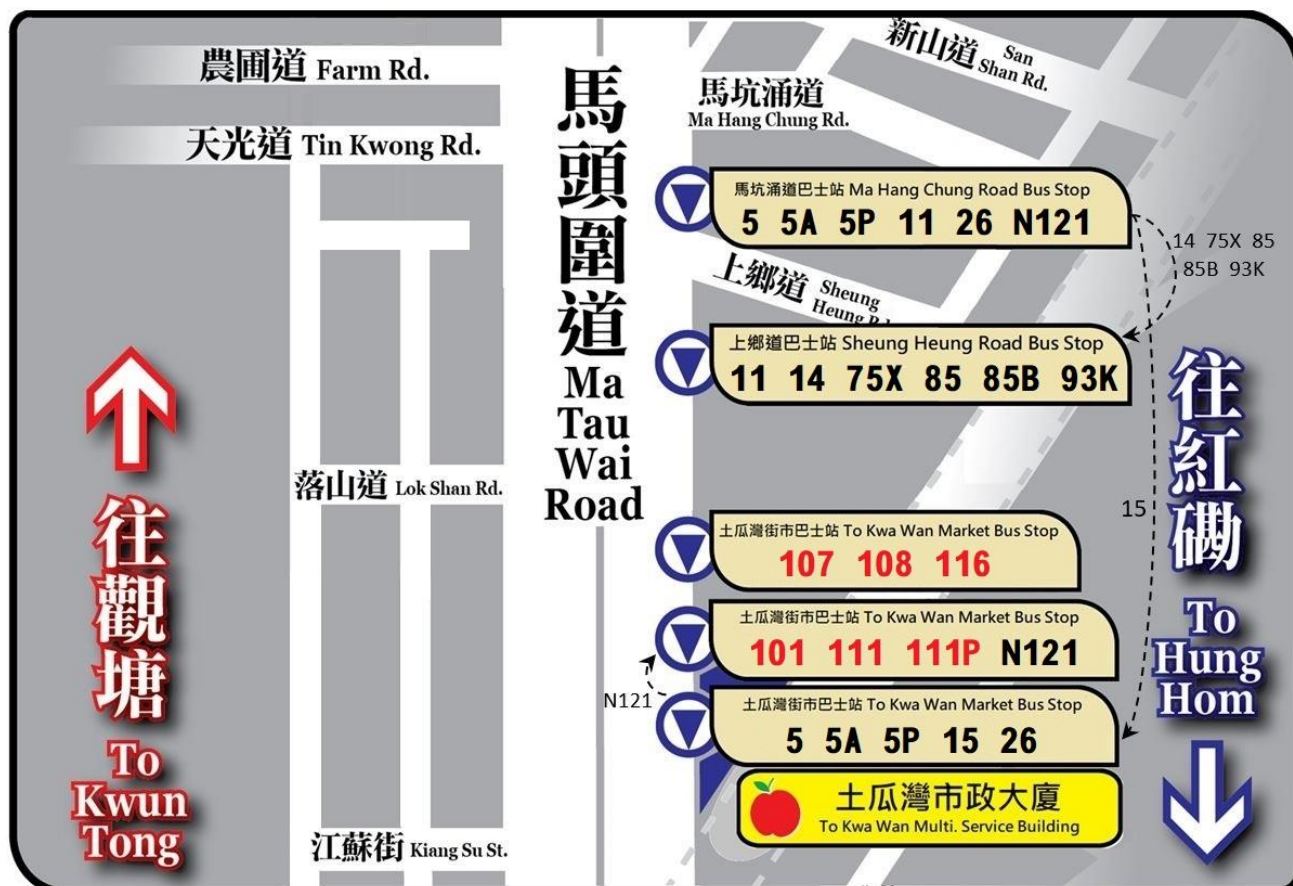 農圃道 Farm Rd.
天光道 Tin Kwong Rd.
馬頭圍道
Ma
Tau
Wai
Road
新山道 San
Shan Rd.
馬坑涌道
Ma Hang Chung Rd.
馬坑涌道巴士站 Ma Hang Chung Road Bus Stop
5 5A 5P 11 26 N121
14 75X 85
85B 93K
上鄉道 Sheung
Heung
上鄉道巴士站 Sheung Heung Road Bus Stop
11 14 75X 85 85B 93K
落山道 Lok Shan Rd.
15
土瓜灣街市巴士站 To Kwa Wan Market Bus Stop
107 108 116
土瓜灣街市巴士站 To Kwa Wan Market Bus Stop
101 111 111P N121
N121
土瓜灣街市巴士站 To Kwa Wan Market Bus Stop
5 5A 5P 15 26
土瓜灣市政大廈
To Kwa Wan Multi. Service Building
江蘇街 Kiang Su St.
往觀塘
To
Kwun
Tong
往紅磡
To
Hung
Hom